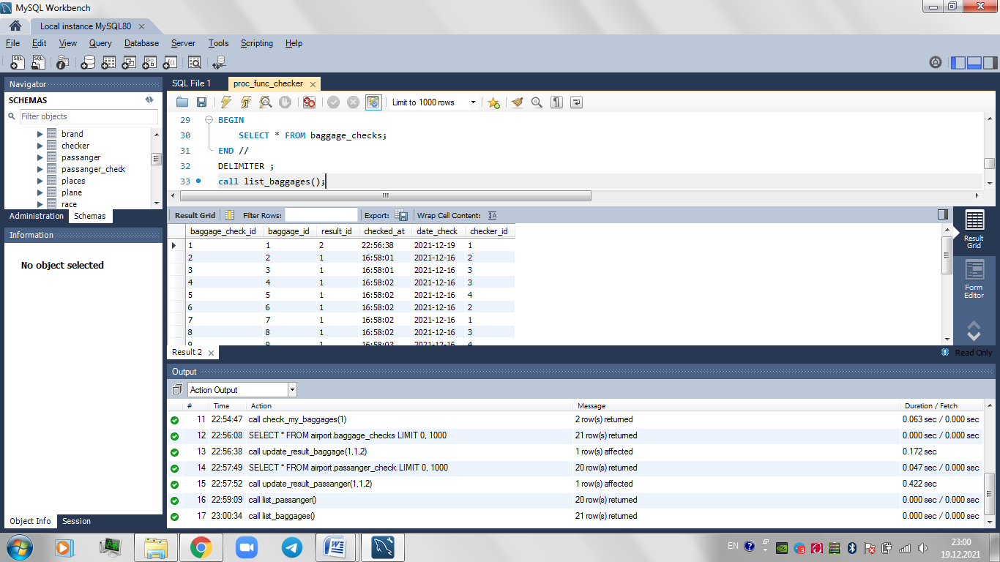 MySQL Workbench
Local instance MySQL80
File Edit View Query Database Server Tools Scripting Help
Navigator
SCHEMAS
Filter objects
brand
checker
passanger
passanger_check
places
plane
race
Administration Schemas
Information
No object selected
Object Info Session
SQL File 1 proc_func_checker
Limit to 1000 rows
29 BEGIN
30 SELECT * FROM baggage_checks;
31 END //
32 DELIMITER ;
33 call list_baggages();
Result Grid Filter Rows: Export: Wrap Cell Content:
baggage_check_id baggage_id result_id checked_at date_check checker_id
1 1 2 22:56:38 2021-12-19 1
2 2 1 16:58:01 2021-12-16 2
3 3 1 16:58:01 2021-12-16 3
4 4 1 16:58:02 2021-12-16 3
5 5 1 16:58:02 2021-12-16 4
6 6 1 16:58:02 2021-12-16 2
7 7 1 16:58:02 2021-12-16 1
8 8 1 16:58:02 2021-12-16 3
9 9 1 16:58:03 2021-12-16 4
Result Grid
Form Editor
Result 2
Read Only
Output
Action Output
# Time Action Message Duration / Fetch
11 22:54:47 call check_my_baggages(1) 2 row(s) returned 0.063 sec / 0.000 sec
12 22:56:08 SELECT * FROM airport.baggage_checks LIMIT 0, 1000 21 row(s) returned 0.000 sec / 0.000 sec
13 22:56:38 call update_result_baggage(1,1,2) 1 row(s) affected 0.172 sec
14 22:57:49 SELECT * FROM airport.passanger_check LIMIT 0, 1000 20 row(s) returned 0.047 sec / 0.000 sec
15 22:57:52 call update_result_passanger(1,1,2) 1 row(s) affected 0.422 sec
16 22:59:09 call list_passanger() 20 row(s) returned 0.000 sec / 0.000 sec
17 23:00:34 call list_baggages() 21 row(s) returned 0.000 sec / 0.000 sec
EN
23:00
19.12.2021